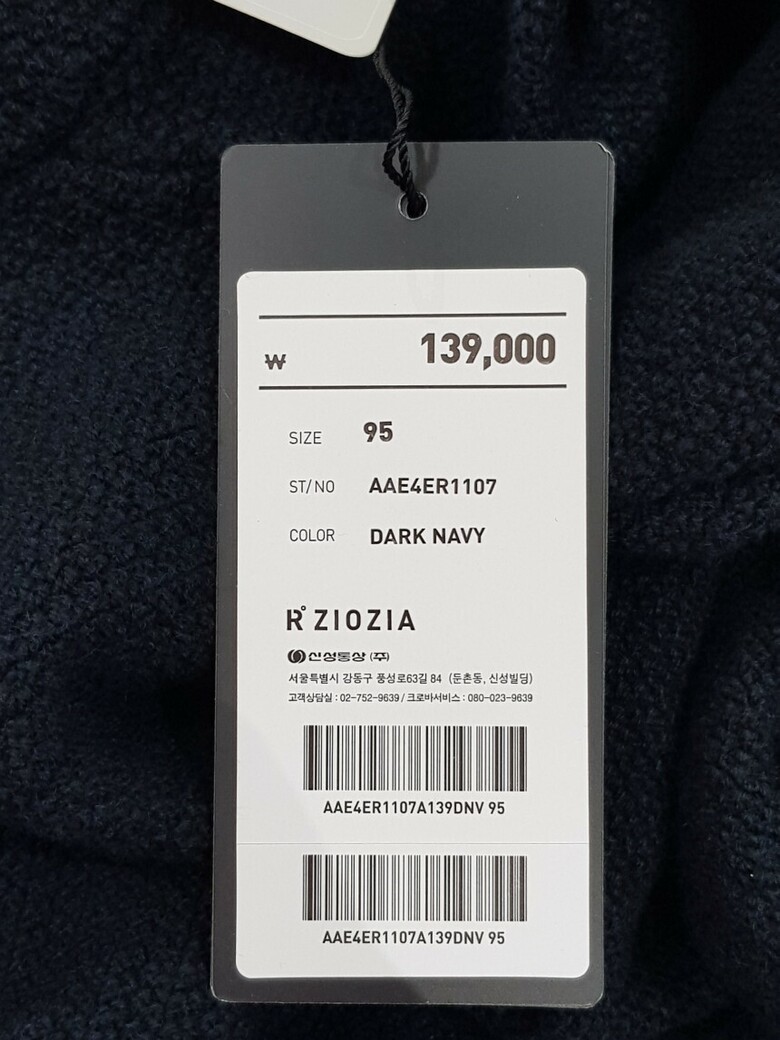 ₩ 139,000
SIZE 95
ST/NO AAE4ER1107
COLOR DARK NAVY
R° ZIOZIA
신성통상 (주)
서울특별시 강동구 풍성로63길 84 (둔촌동, 신성빌딩)
고객상담실 : 02-752-9639 / 크로바서비스 : 080-023-9639
AAE4ER1107A139DNV 95
AAE4ER1107A139DNV 95